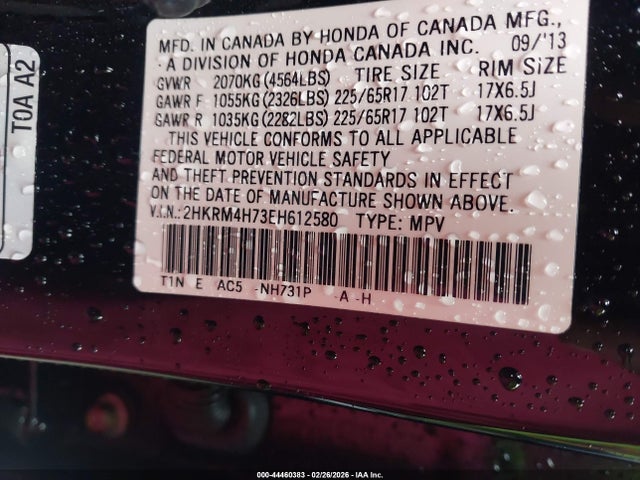 MFD. IN CANADA BY HONDA OF CANADA MFG.,
A DIVISION OF HONDA CANADA INC. 09/'13
GVWR 2070KG(4564LBS) TIRE SIZE RIM SIZE
GAWR F 1055KG(2326LBS) 225/65R17 102T 17X6.5J
GAWR R 1035KG(2282LBS) 225/65R17 102T 17X6.5J
THIS VEHICLE CONFORMS TO ALL APPLICABLE
FEDERAL MOTOR VEHICLE SAFETY
AND THEFT PREVENTION STANDARDS IN EFFECT
ON THE DATE OF MANUFACTURE SHOWN ABOVE.
V.I.N.: 2HKRM4H73EH612580 TYPE: MPV
T1N E AC5 -NH731P -A -H
T0A A2
000-44460383 - 02/26/2026 - IAA Inc.